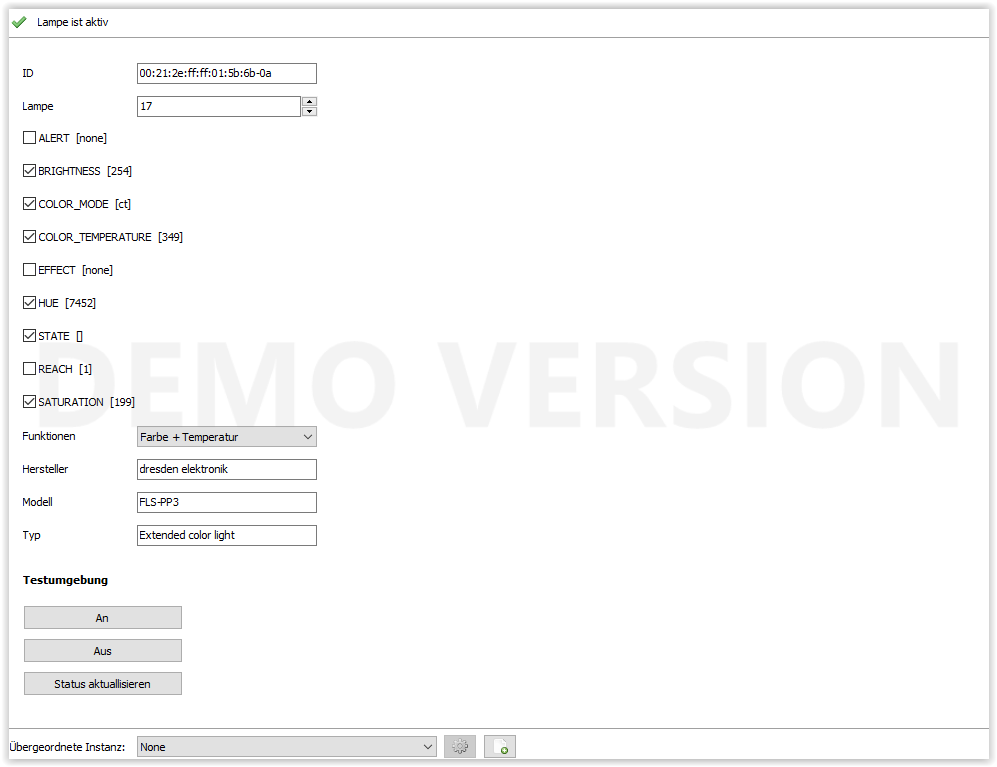 Lampe ist aktiv
ID 00:21:2e:ff:ff:01:5b:6b-0a
Lampe 17
ALERT [none]
BRIGHTNESS [254]
COLOR_MODE [ct]
COLOR_TEMPERATURE [349]
EFFECT [none]
HUE [7452]
STATE []
REACH [1]
DEMO VERSION
SATURATION [199]
Funktionen Farbe + Temperatur
Hersteller dresden elektronik
Modell FLS-PP3
Typ Extended color light
Testumgebung
An
Aus
Status aktuallisieren
Übergeordnete Instanz: None